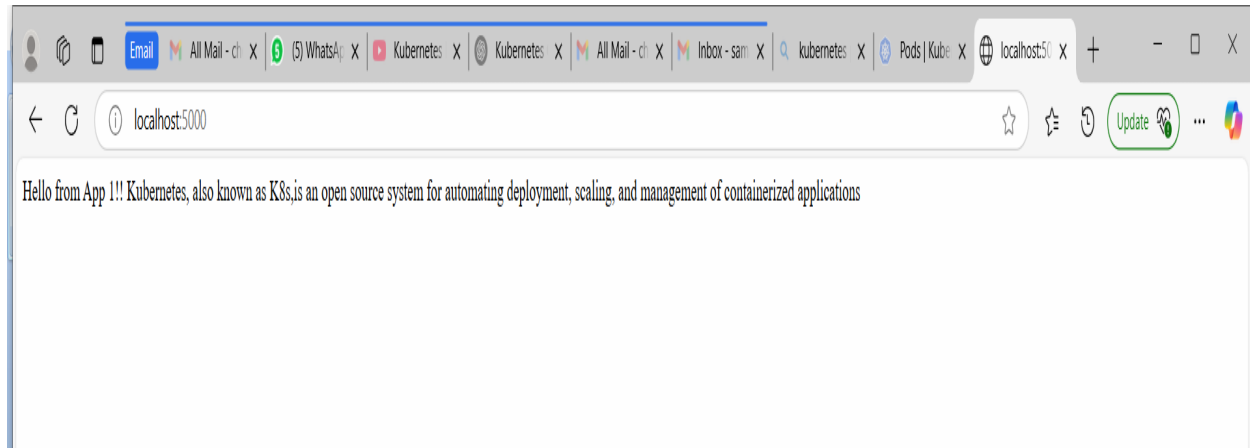 Email All Mail - ch (5) WhatsAp Kubernetes Kubernetes All Mail - ch Inbox - sam kubernetes Pods | Kube localhost:50
localhost:5000 Update
Hello from App 1!! Kubernetes, also known as K8s,is an open source system for automating deployment, scaling, and management of containerized applications